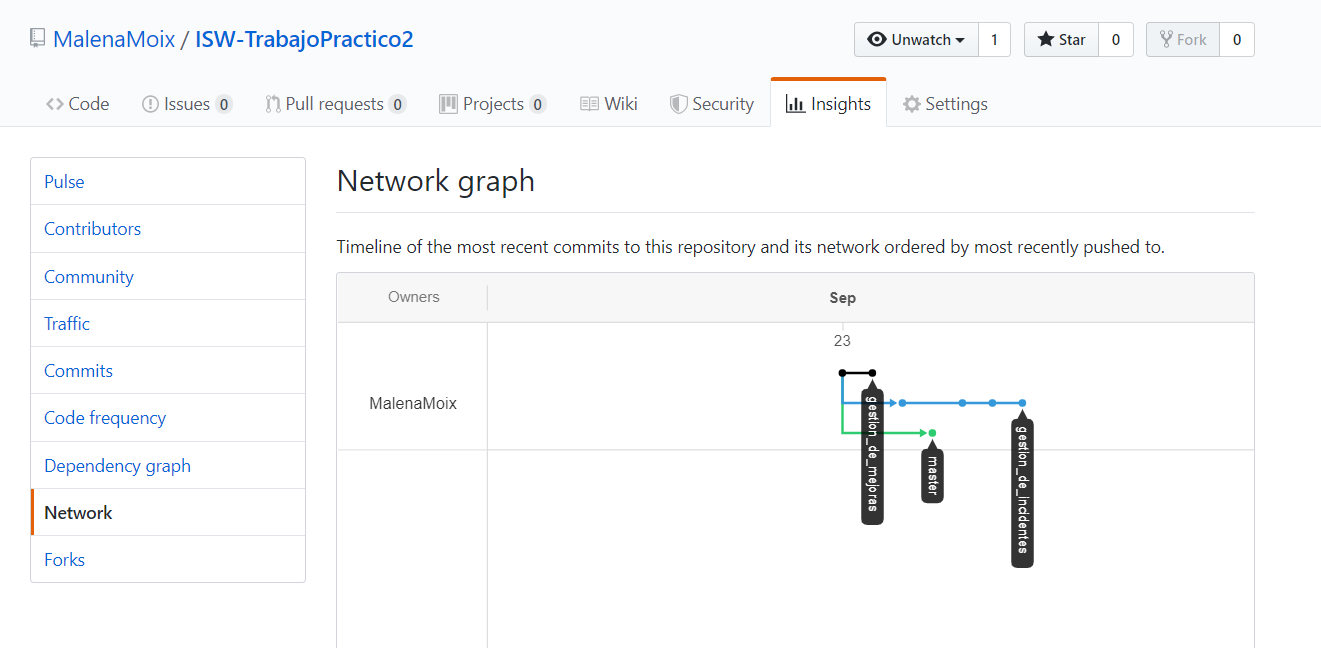 MalenaMoix / ISW-TrabajoPractico2
Unwatch 1 Star 0 Fork 0
Code Issues 0 Pull requests 0 Projects 0 Wiki Security Insights Settings
Pulse
Contributors
Community
Traffic
Commits
Code frequency
Dependency graph
Network
Forks
Network graph
Timeline of the most recent commits to this repository and its network ordered by most recently pushed to.
Owners Sep
23
MalenaMoix
gestion_de_mejoras
master
gestion_de_incidentes